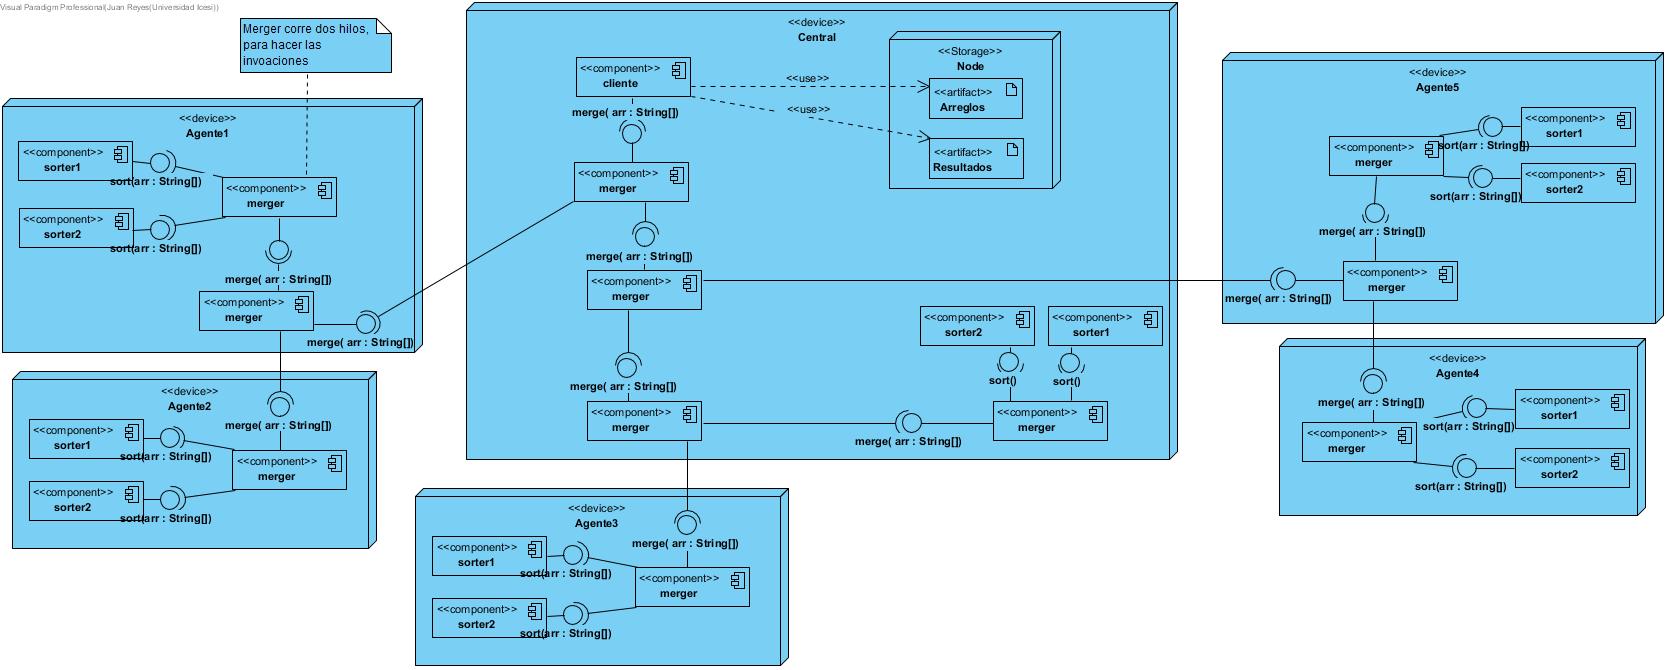 Visual Paradigm Professional(Juan Reyes(Universidad Icesi))
Merger corre dos hilos,
para hacer las
invoaciones
<<device>>
Agente1
<<component>>
sorter1
sort(arr : String[])
<<component>>
sorter2
sort(arr : String[])
<<component>>
merger
merge( arr : String[])
<<component>>
merger
merge( arr : String[])
<<device>>
Agente2
merge( arr : String[])
<<component>>
sorter1
sort(arr : String[])
<<component>>
sorter2
sort(arr : String[])
<<component>>
merger
<<device>>
Central
<<component>>
cliente
<<use>>
<<use>>
<<Storage>>
Node
<<artifact>>
Arreglos
<<artifact>>
Resultados
merge( arr : String[])
<<component>>
merger
merge( arr : String[])
<<component>>
merger
merge( arr : String[])
<<component>>
merger
merge( arr : String[])
<<component>>
sorter2
<<component>>
sorter1
sort()
sort()
<<component>>
merger
<<device>>
Agente3
merge( arr : String[])
<<component>>
sorter1
sort(arr : String[])
<<component>>
sorter2
sort(arr : String[])
<<component>>
merger
<<device>>
Agente5
<<component>>
sorter1
sort(arr : String[])
<<component>>
merger
<<component>>
sorter2
sort(arr : String[])
merge( arr : String[])
<<component>>
merger
merge( arr : String[])
<<device>>
Agente4
merge( arr : String[])
<<component>>
sorter1
sort(arr : String[])
<<component>>
merger
<<component>>
sorter2
sort(arr : String[])